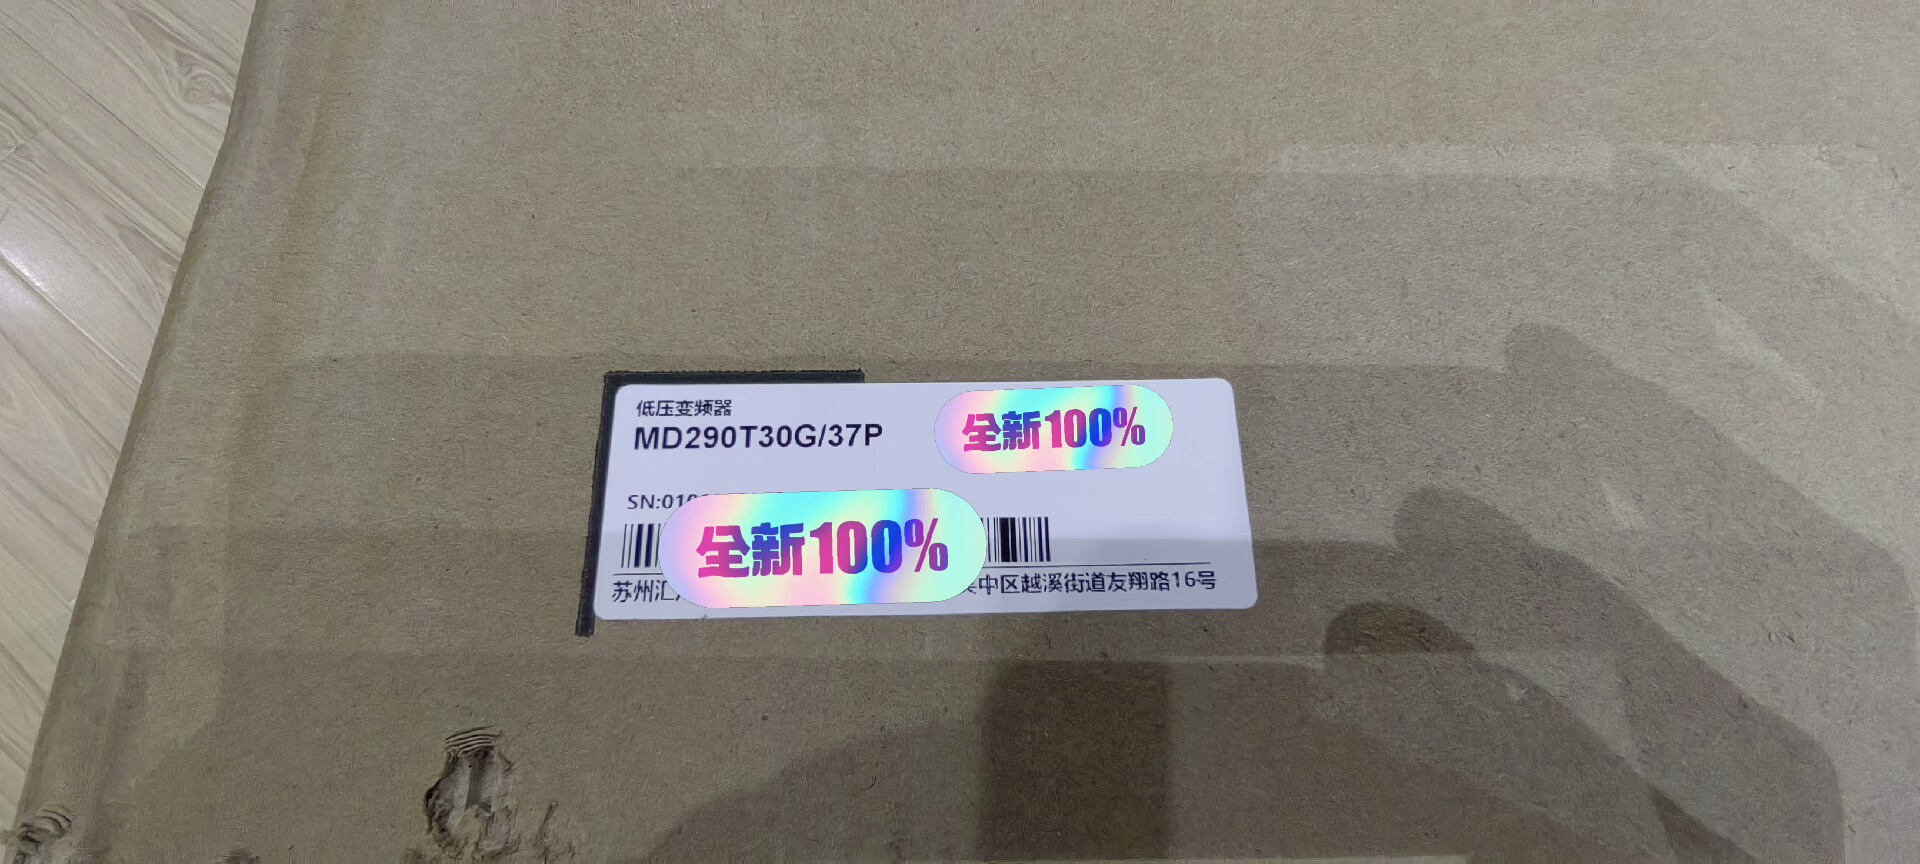 低压变频器
MD290T30G/37P
全新100%
SN:010
全新100%
苏州汇
中区越溪街道友翔路16号